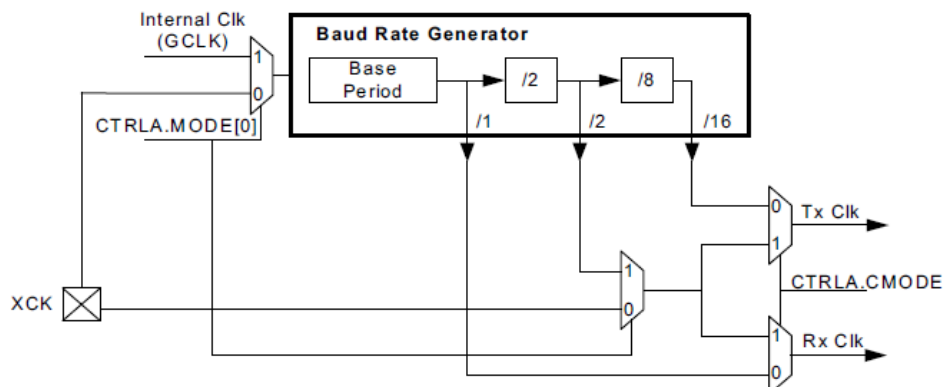 Internal Clk
(GCLK)
Baud Rate Generator
1
0
Base
Period
/2
/8
CTRLA.MODE[0]
/1
/2
/16
0
Tx Clk
1
1
CTRLA.CMODE
XCK
0
1
Rx Clk
0